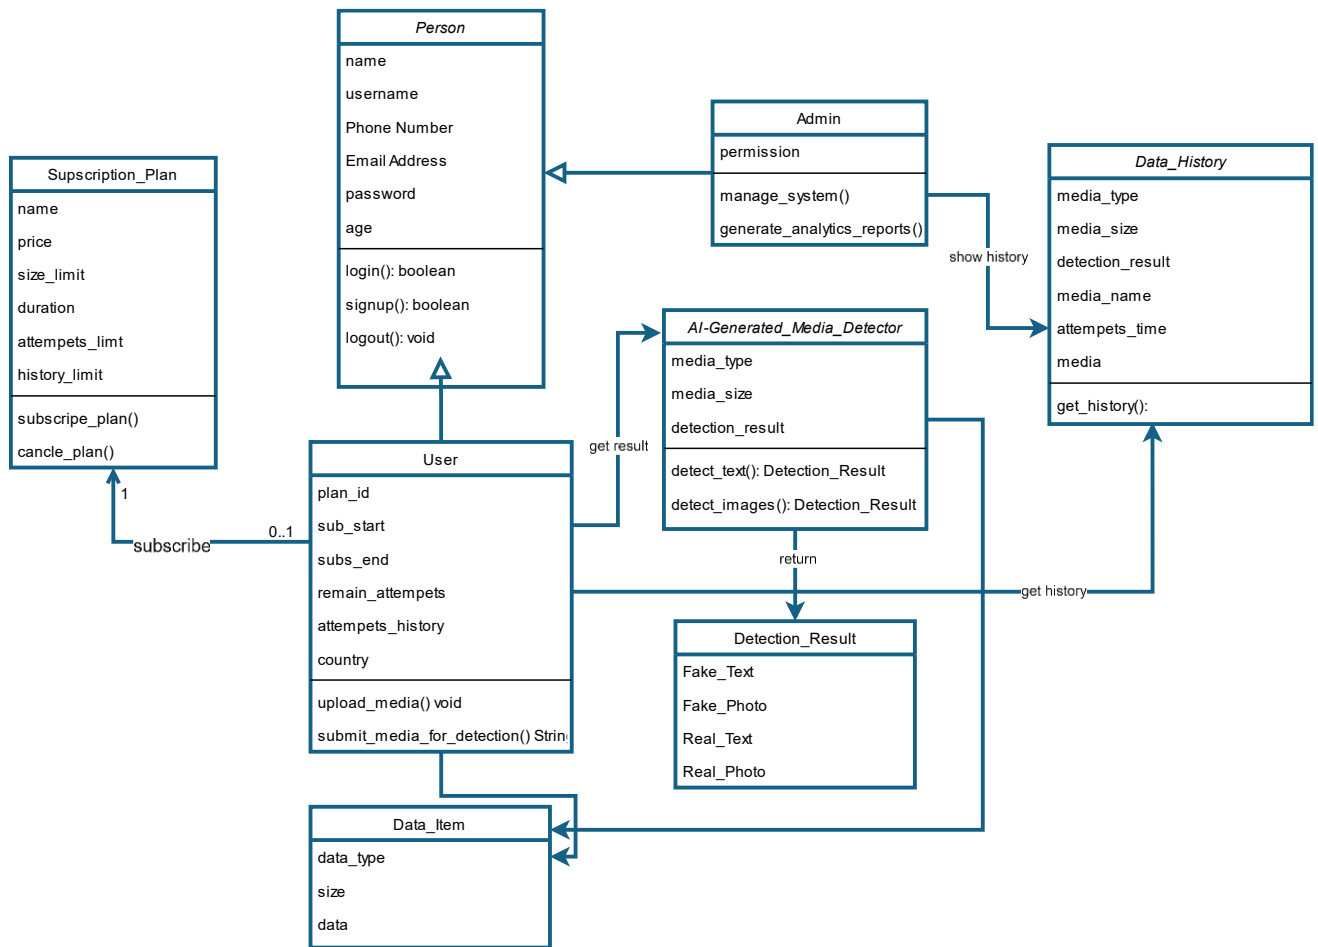 Person
name
username
Phone Number
Email Address
password
age
login(): boolean
signup(): boolean
logout(): void
Admin
permission
manage_system()
generate_analytics_reports()
Data_History
media_type
media_size
detection_result
media_name
attempets_time
media
get_history():
show history
Supscription_Plan
name
price
size_limit
duration
attempets_limt
history_limit
subscripe_plan()
cancle_plan()
1
subscribe
0..1
AI-Generated_Media_Detector
media_type
media_size
detection_result
detect_text(): Detection_Result
detect_images(): Detection_Result
get result
return
get history
User
plan_id
sub_start
subs_end
remain_attempets
attempets_history
country
upload_media() void
submit_media_for_detection() Strin
Detection_Result
Fake_Text
Fake_Photo
Real_Text
Real_Photo
Data_Item
data_type
size
data